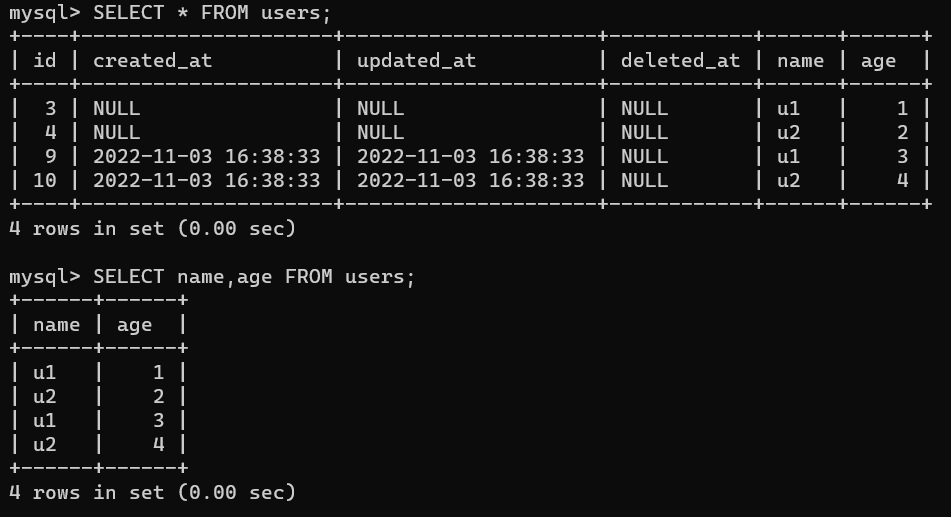 mysql> SELECT * FROM users;
+----+---------------------+---------------------+------------+------+------+
| id | created_at          | updated_at          | deleted_at | name | age  |
+----+---------------------+---------------------+------------+------+------+
|  3 | NULL                | NULL                | NULL       | u1   |    1 |
|  4 | NULL                | NULL                | NULL       | u2   |    2 |
|  9 | 2022-11-03 16:38:33 | 2022-11-03 16:38:33 | NULL       | u1   |    3 |
| 10 | 2022-11-03 16:38:33 | 2022-11-03 16:38:33 | NULL       | u2   |    4 |
+----+---------------------+---------------------+------------+------+------+
4 rows in set (0.00 sec)

mysql> SELECT name,age FROM users;
+------+------+
| name | age  |
+------+------+
| u1   |    1 |
| u2   |    2 |
| u1   |    3 |
| u2   |    4 |
+------+------+
4 rows in set (0.00 sec)